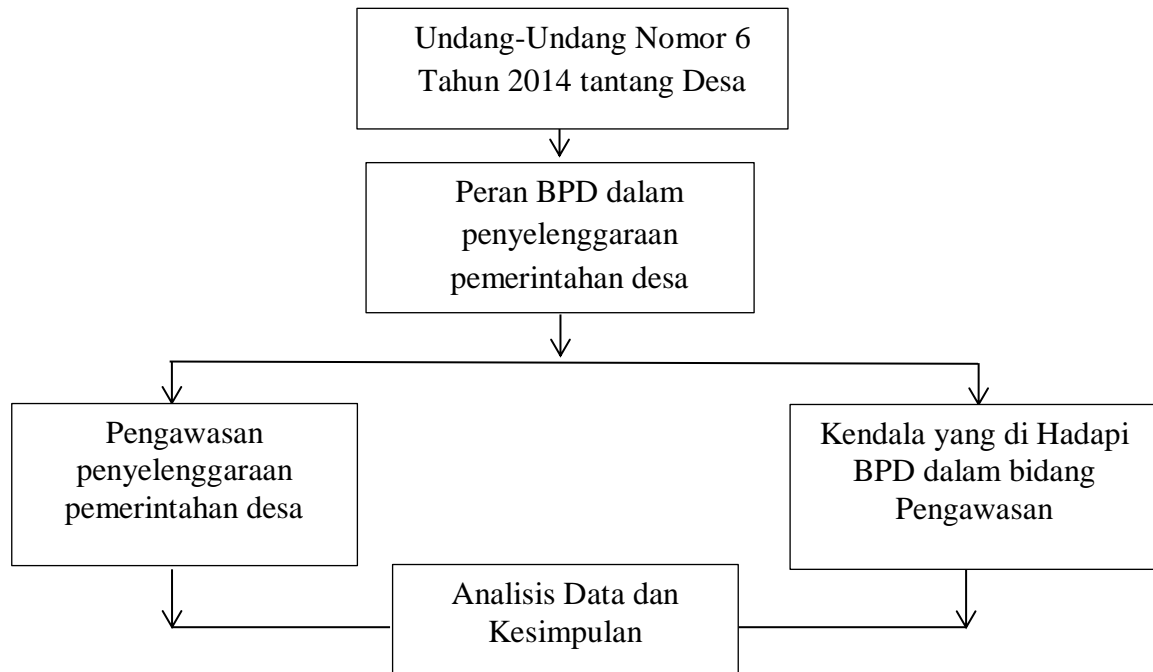 Undang-Undang Nomor 6
Tahun 2014 tantang Desa
Peran BPD dalam
penyelenggaraan
pemerintahan desa
Pengawasan
penyelenggaraan
pemerintahan desa
Kendala yang di Hadapi
BPD dalam bidang
Pengawasan
Analisis Data dan
Kesimpulan